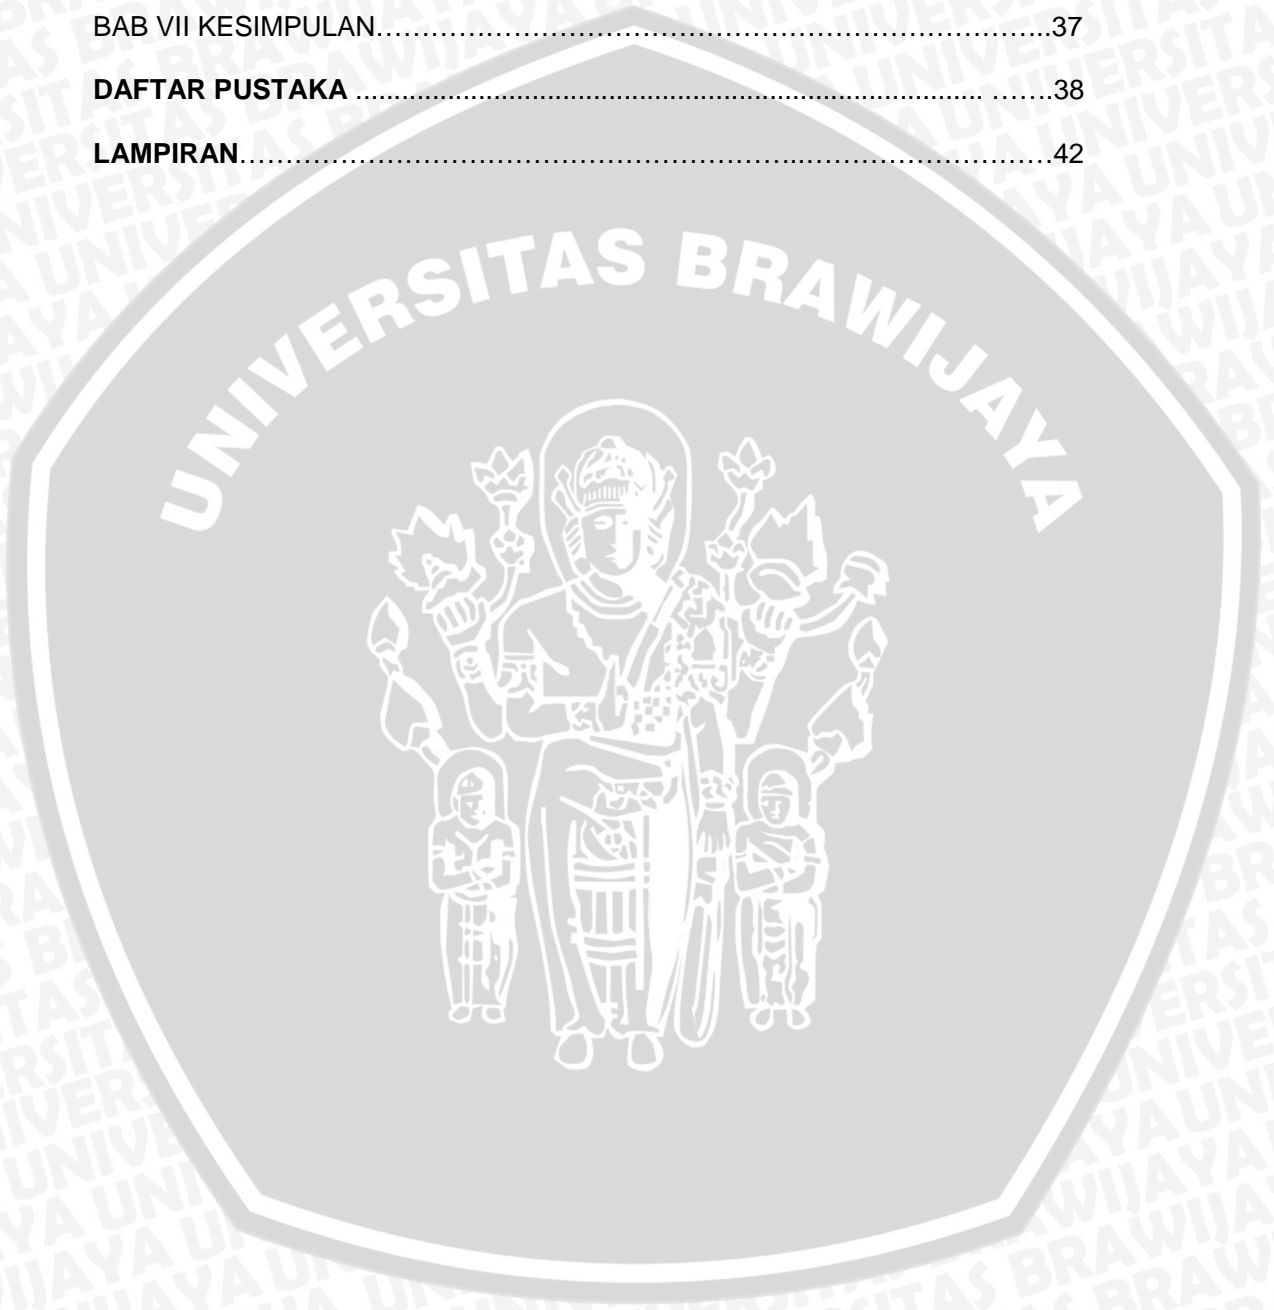 BAB VII KESIMPULAN……………………………………………………………...37
DAFTAR PUSTAKA ................................................................................ …….38
LAMPIRAN……………………………………………………………………………42
UNIVERSITAS BRAWIJAYA